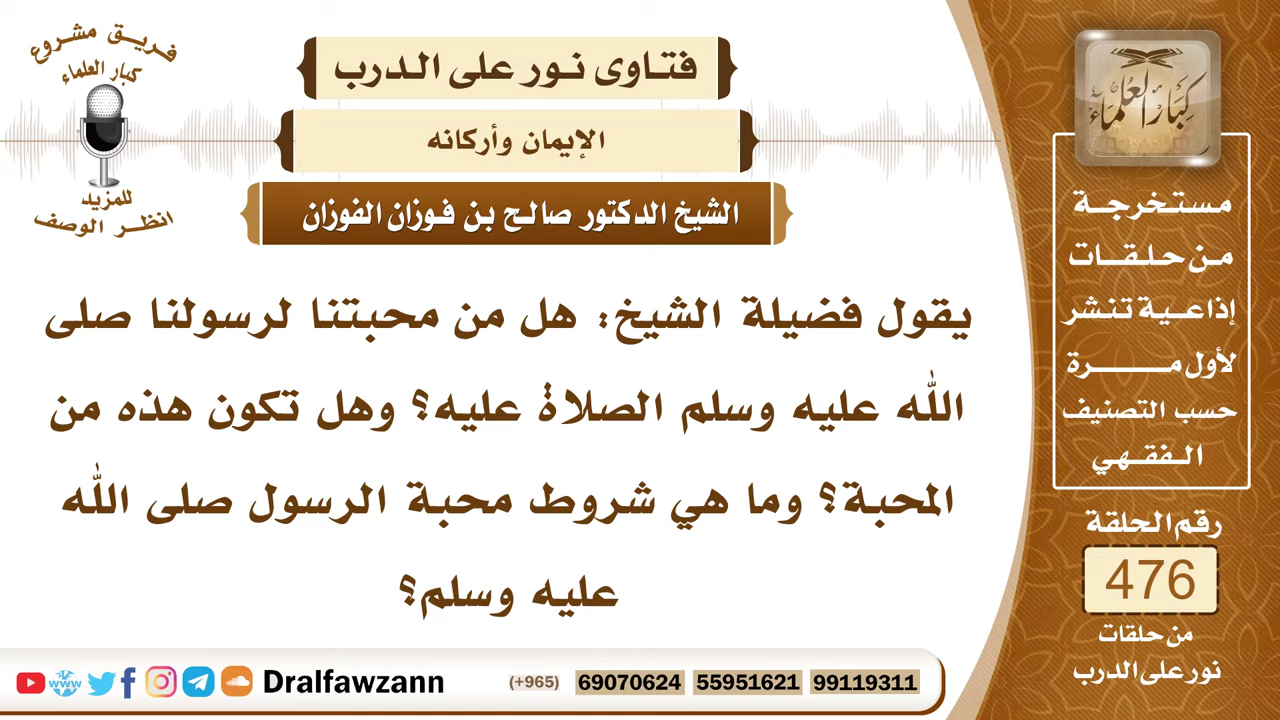 فريق مشروع
كبار العلماء
للمزيد
انظر الوصف
فتاوى نور على الدرب
الإيمان وأركانه
الشيخ الدكتور صالح بن فوزان الفوزان
يقول فضيلة الشيخ: هل من محبتنا لرسولنا صلى
الله عليه وسلم الصلاة عليه؟ وهل تكون هذه من
المحبة؟ وما هي شروط محبة الرسول صلى الله
عليه وسلم؟
كبار العلماء
مستخرجة
من حلقات
إذاعية تنشر
لأول مرة
حسب التصنيف
الفقهي
رقم الحلقة
476
من حلقات
نور على الدرب
www Dralfawzann (+965) 69070624 55951621 99119311